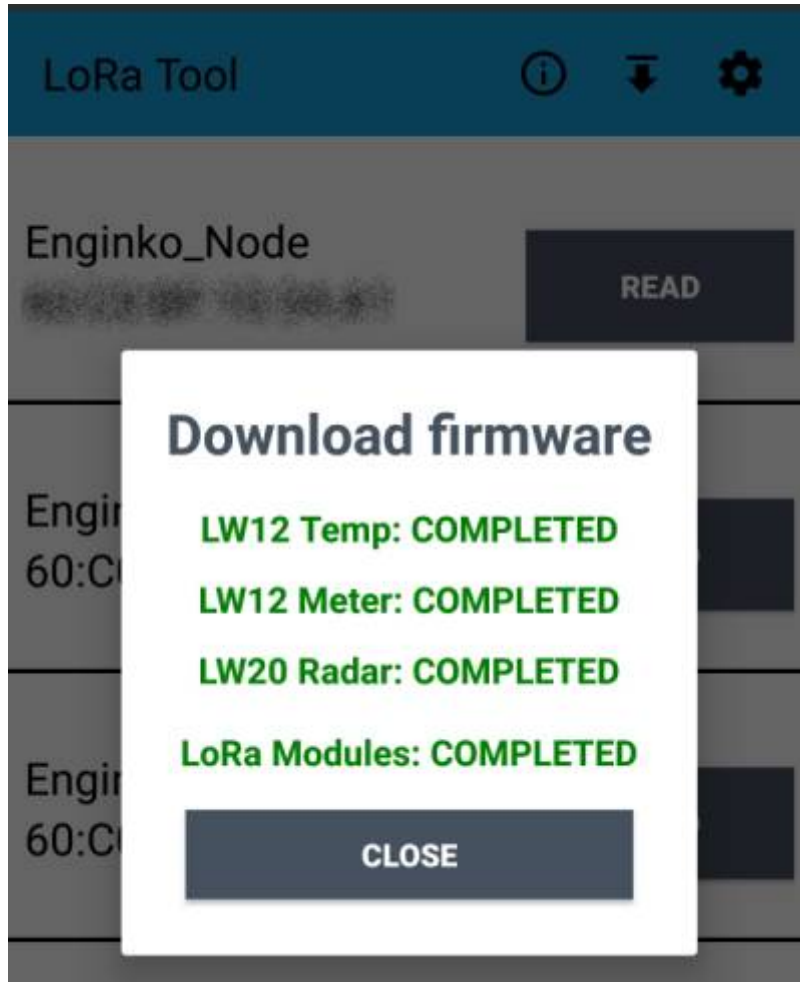 LoRa Tool
Enginko_Node
READ
Download firmware
LW12 Temp: COMPLETED
LW12 Meter: COMPLETED
LW20 Radar: COMPLETED
LoRa Modules: COMPLETED
CLOSE